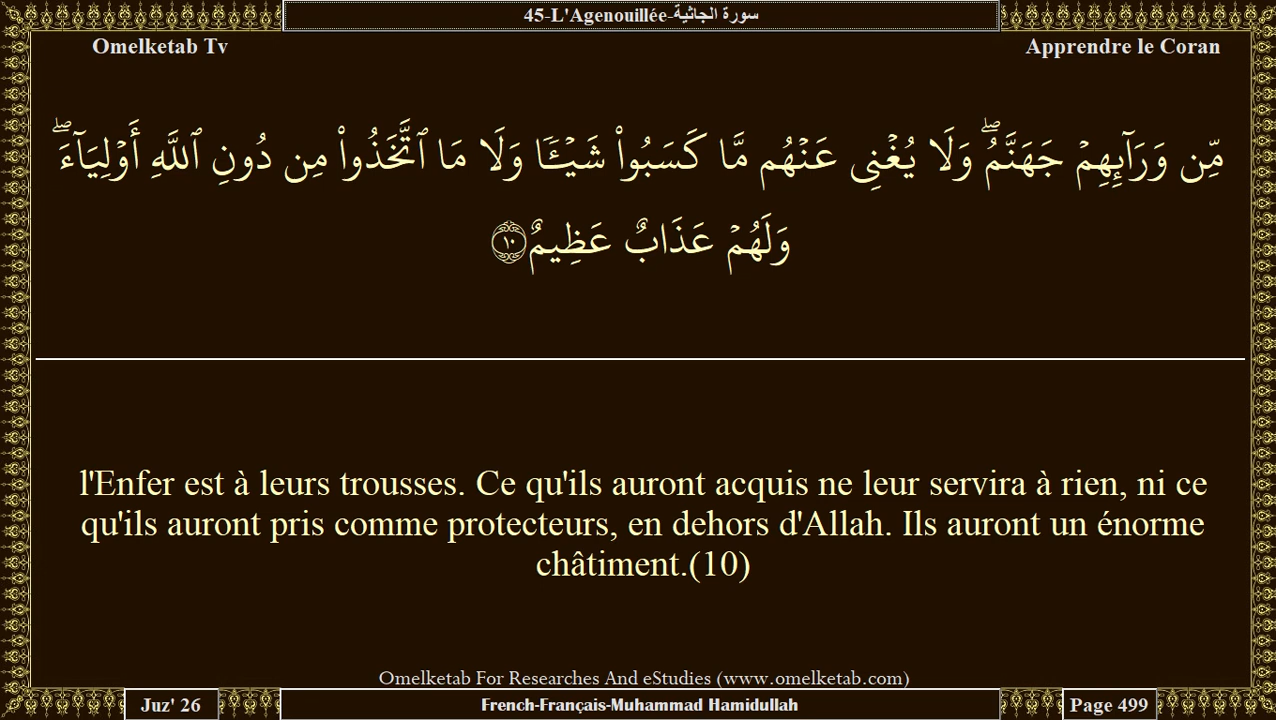 45-L'Agenouillée-سورة الجاثية
Omelketab Tv
Apprendre le Coran
مِّن وَرَآئِهِمۡ جَهَنَّمُۖ وَلَا يُغۡنِى عَنۡهُم مَّا كَسَبُوا۟ شَيۡـًٔا وَلَا مَا ٱتَّخَذُوا۟ مِن دُونِ ٱللَّهِ أَوۡلِيَآءَۖ
وَلَهُمۡ عَذَابٌ عَظِيمٌ ١٠
l'Enfer est à leurs trousses. Ce qu'ils auront acquis ne leur servira à rien, ni ce
qu'ils auront pris comme protecteurs, en dehors d'Allah. Ils auront un énorme
châtiment.(10)
Omelketab For Researches And eStudies (www.omelketab.com)
Juz' 26
French-Français-Muhammad Hamidullah
Page 499